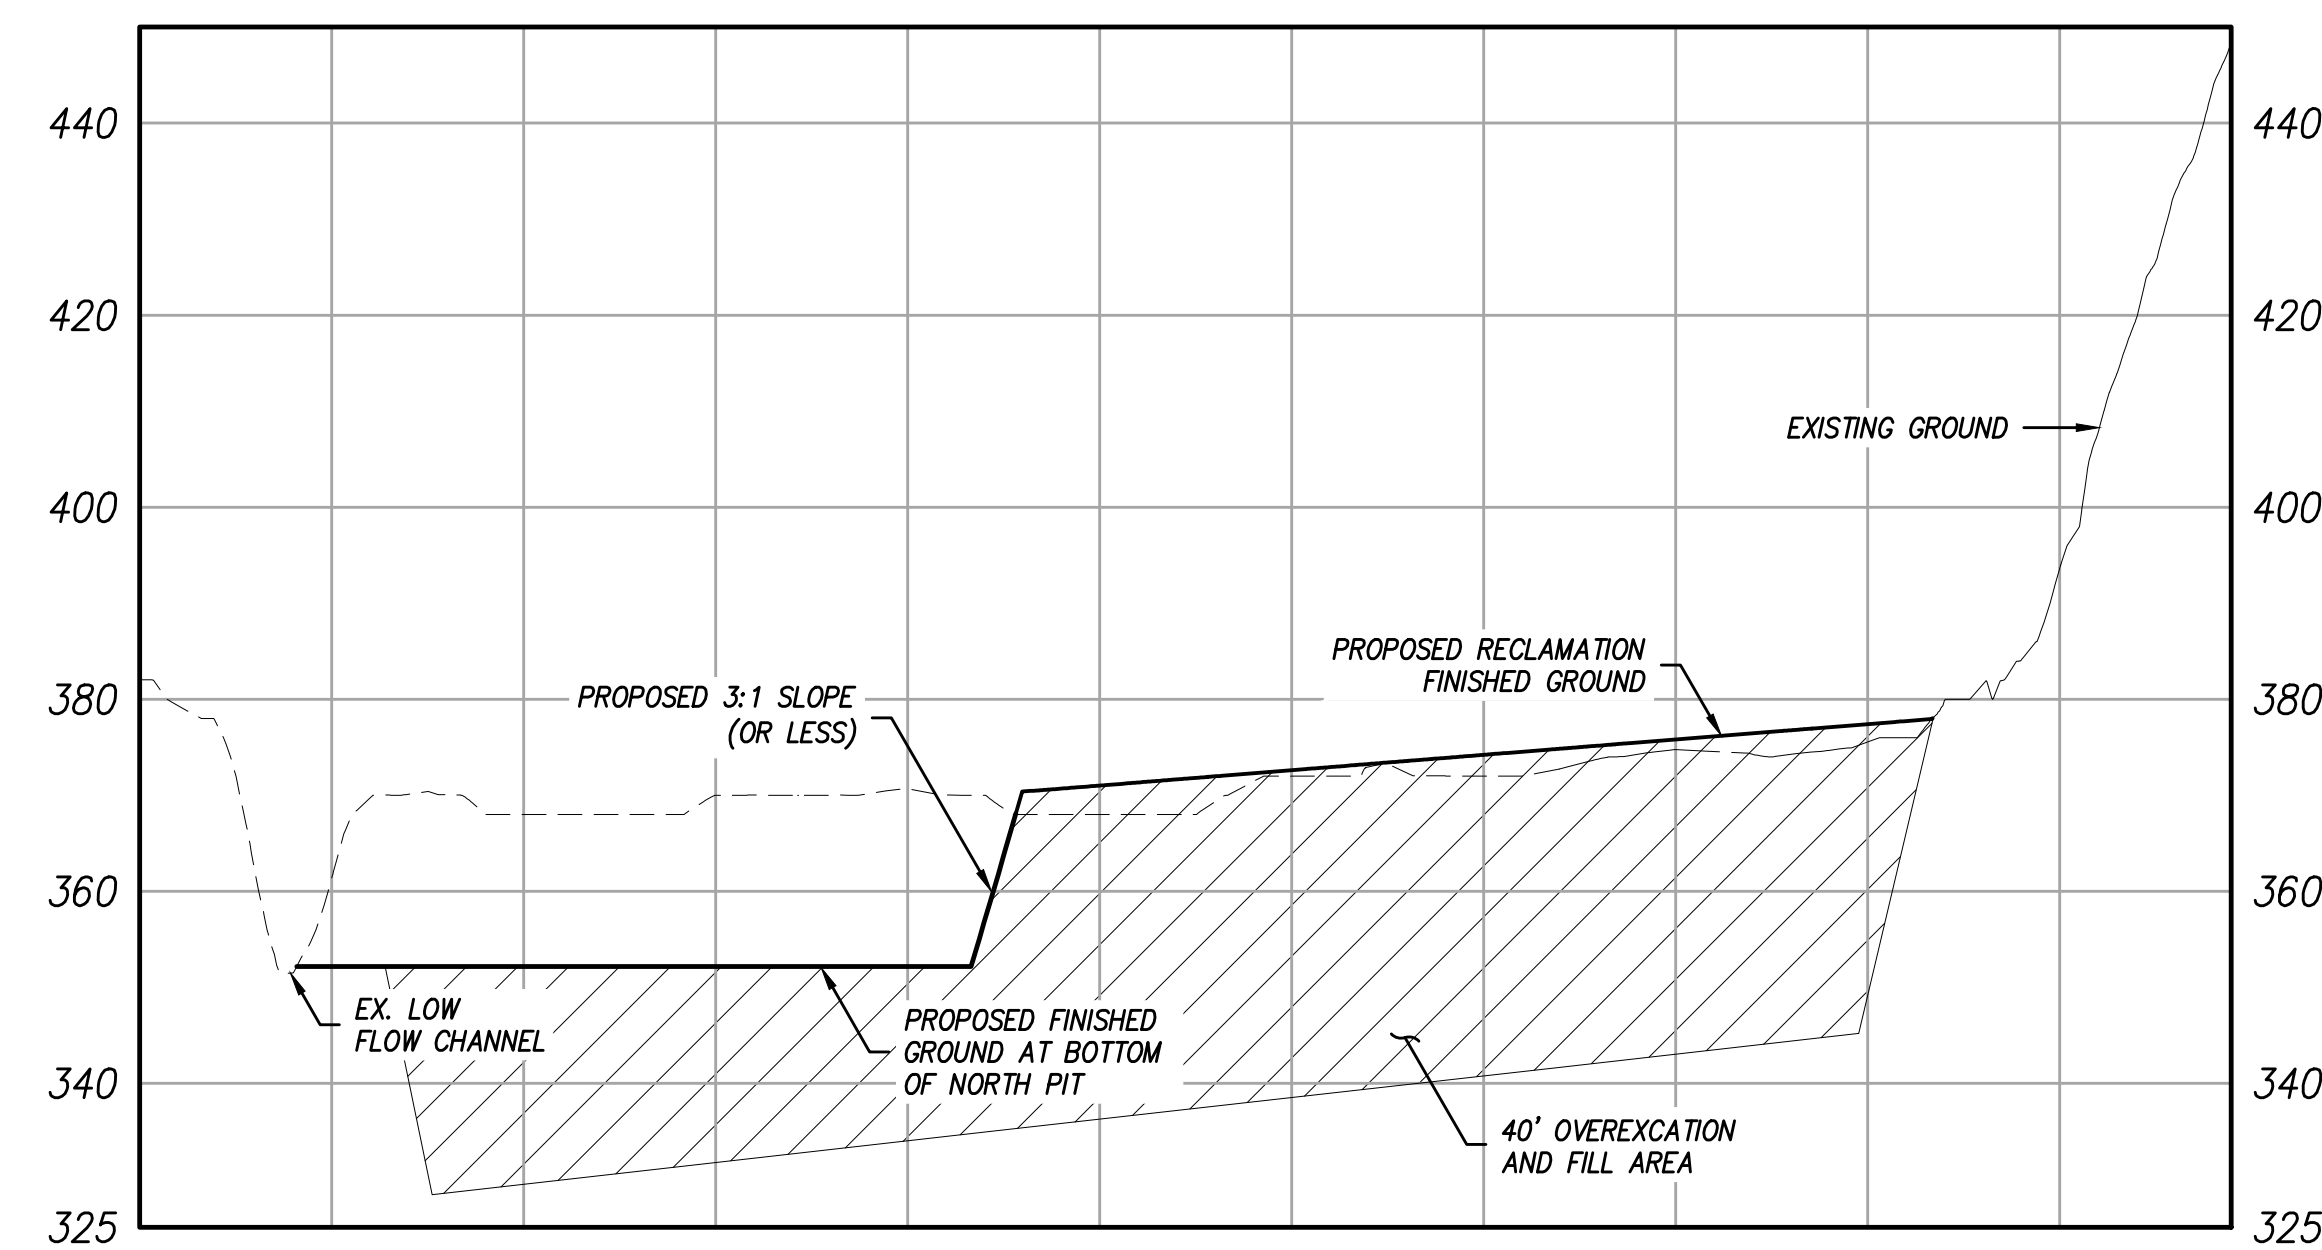 440
440
420
420
EXISTING GROUND
400
400
PROPOSED RECLAMATION
FINISHED GROUND
380
PROPOSED 3:1 SLOPE
(OR LESS)
380
360
360
EX. LOW
FLOW CHANNEL
PROPOSED FINISHED
GROUND AT BOTTOM
OF NORTH PIT
340
340
40' OVEREXCATION
AND FILL AREA
325
325